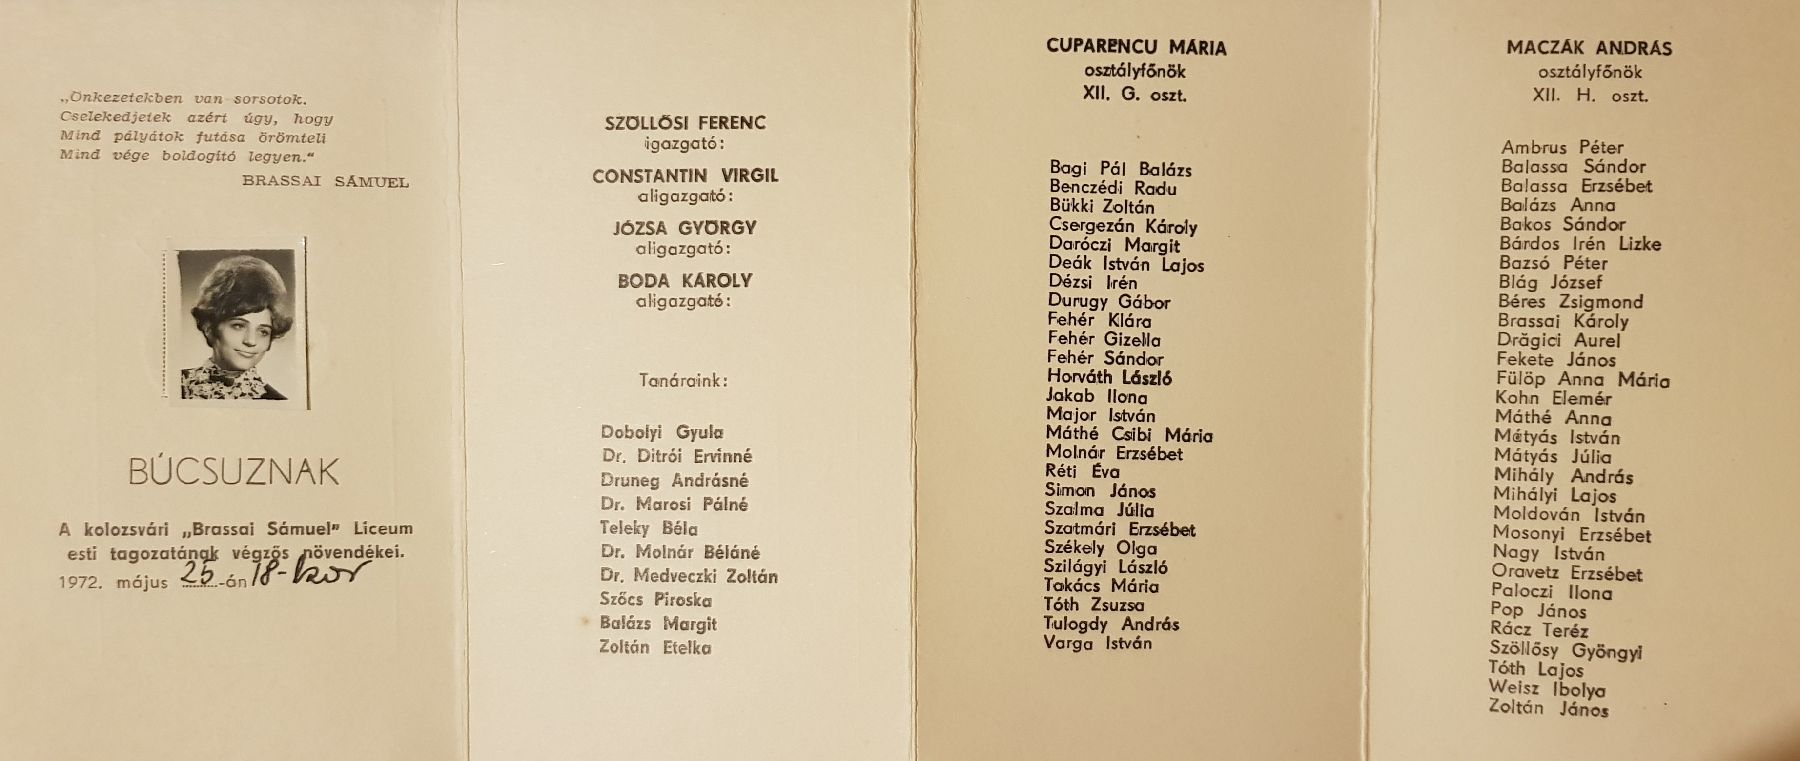 „Önkezetekben van sorsotok.
Cselekedjetek azért úgy, hogy
Mind pályátok futása örömteli
Mind vége boldogító legyen.“
BRASSAI SÁMUEL
BÚCSUZNAK
A kolozsvári „Brassai Sámuel” Liceum
esti tagozatának végzős növendékei.
1972. május 25-án 18-kor
SZÖLLŐSI FERENC
igazgató:
CONSTANTIN VIRGIL
aligazgató:
JÓZSA GYÖRGY
aligazgató:
BODA KÁROLY
aligazgató:
Tanáraink:
Dobolyi Gyula
Dr. Ditrói Ervinné
Druneg Andrásné
Dr. Marosi Pálné
Teleky Béla
Dr. Molnár Béláné
Dr. Medveczki Zoltán
Szőcs Piroska
Balázs Margit
Zoltán Etelka
CUPARENCU MÁRIA
osztályfőnök
XII. G. oszt.
Bagi Pál Balázs
Benczédi Radu
Bükki Zoltán
Csergezán Károly
Daróczi Margit
Deák István Lajos
Dézsi Irén
Durugy Gábor
Fehér Klára
Fehér Gizella
Fehér Sándor
Horváth László
Jakab Ilona
Major István
Máthé Csibi Mária
Molnár Erzsébet
Réti Éva
Simon János
Szalma Júlia
Szatmári Erzsébet
Székely Olga
Szilágyi László
Takács Mária
Tóth Zsuzsa
Tulogdy András
Varga István
MACZÁK ANDRÁS
osztályfőnök
XII. H. oszt.
Ambrus Péter
Balassa Sándor
Balassa Erzsébet
Balázs Anna
Bakos Sándor
Bárdos Irén Lizke
Bazsó Péter
Blág József
Béres Zsigmond
Brassai Károly
Drăgici Aurel
Fekete János
Fülöp Anna Mária
Kohn Elemér
Máthé Anna
Mátyás István
Mátyás Júlia
Mihály András
Mihályi Lajos
Moldován István
Mosonyi Erzsébet
Nagy István
Oravetz Erzsébet
Paloczi Ilona
Pop János
Rácz Teréz
Szöllősy Gyöngyi
Tóth Lajos
Weisz Ibolya
Zoltán János